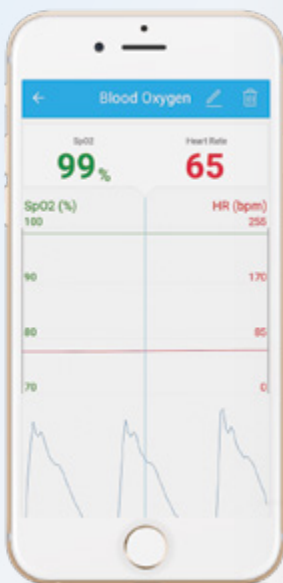 Blood Oxygen
SpO2 Heart Rate
99% 65
SpO2 (%) HR (bpm)
100 255
90 170
80 85
70 0